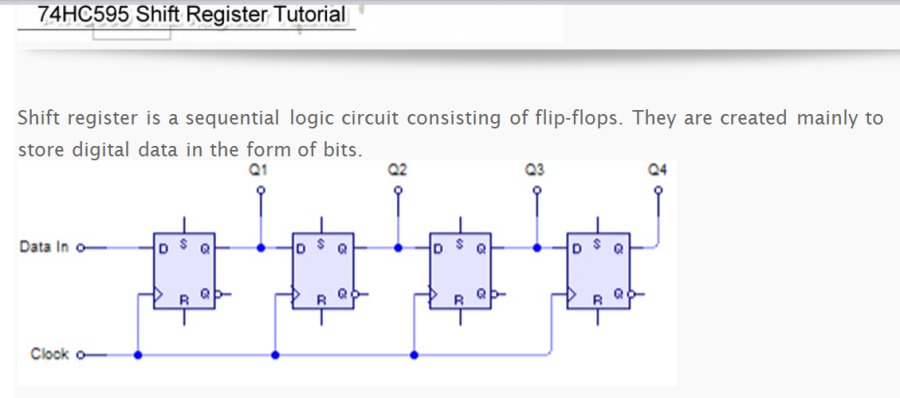 74HC595 Shift Register Tutorial
Shift register is a sequential logic circuit consisting of flip-flops. They are created mainly to
store digital data in the form of bits.
Q1 Q2 Q3 Q4
Data In D S Q D S Q D S Q D S Q
R Q R Q R Q R Q
Clock